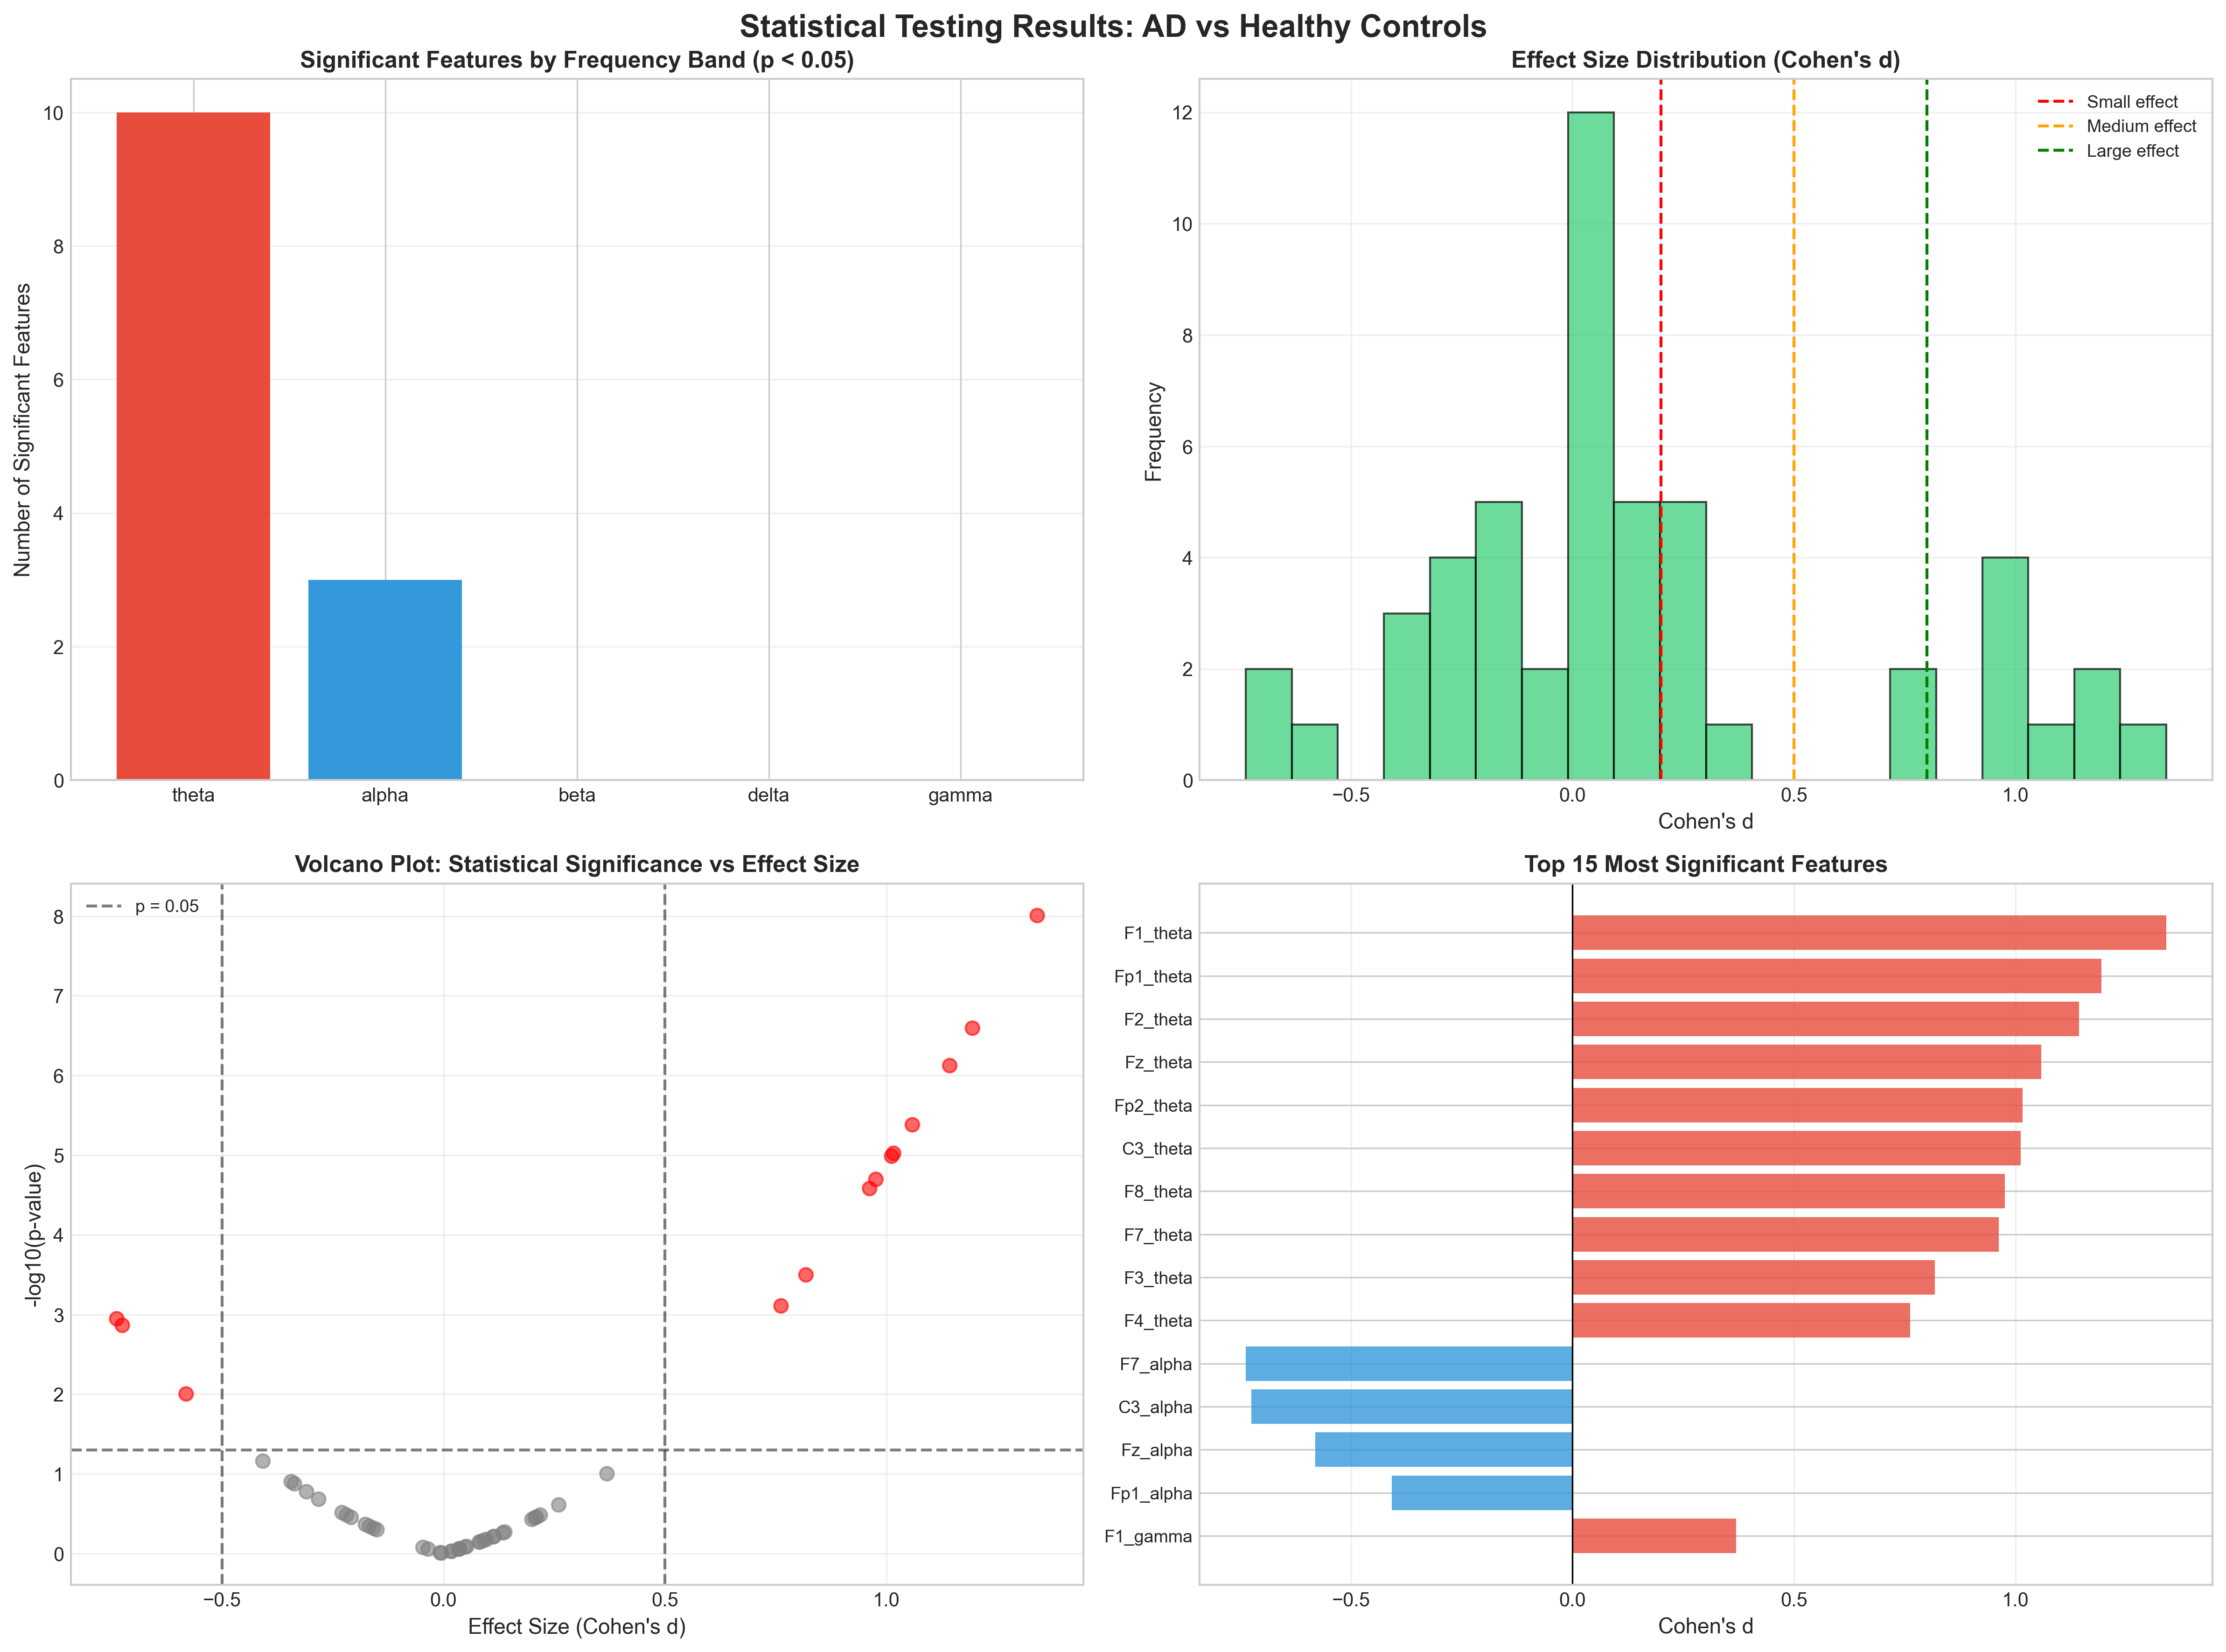 Statistical Testing Results: AD vs Healthy Controls
Significant Features by Frequency Band (p < 0.05)
Number of Significant Features
10
8
6
4
2
0
theta
alpha
beta
delta
gamma
Effect Size Distribution (Cohen's d)
Small effect
Medium effect
Large effect
Frequency
12
10
8
6
4
2
0
−0.5
0.0
0.5
1.0
Cohen's d
Volcano Plot: Statistical Significance vs Effect Size
p = 0.05
-log10(p-value)
8
7
6
5
4
3
2
1
0
−0.5
0.0
0.5
1.0
Effect Size (Cohen's d)
Top 15 Most Significant Features
F1_theta
Fp1_theta
F2_theta
Fz_theta
Fp2_theta
C3_theta
F8_theta
F7_theta
F3_theta
F4_theta
F7_alpha
C3_alpha
Fz_alpha
Fp1_alpha
F1_gamma
−0.5
0.0
0.5
1.0
Cohen's d